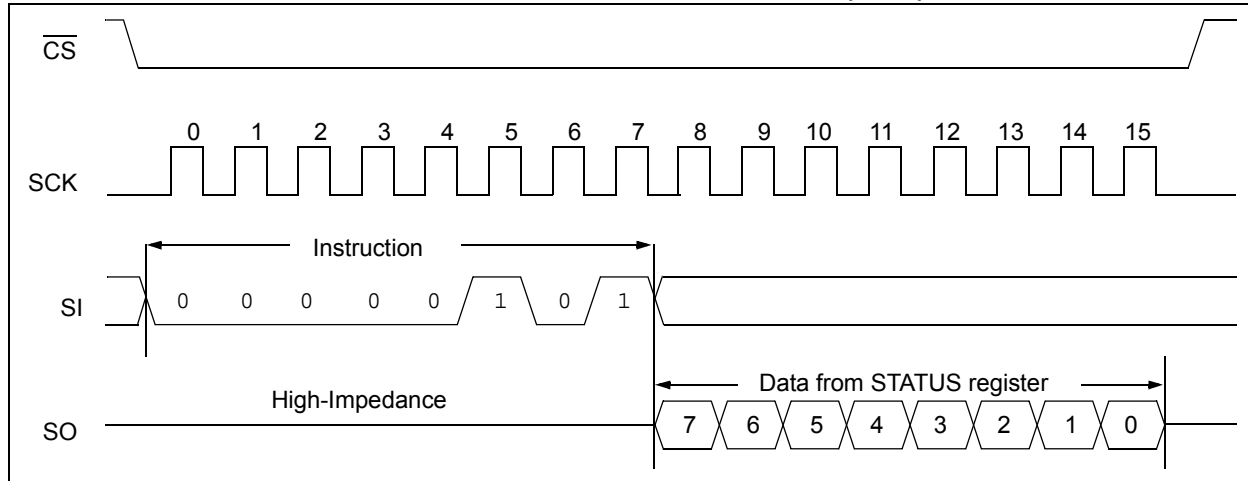 CS
0 1 2 3 4 5 6 7 8 9 10 11 12 13 14 15
SCK
Instruction
SI 0 0 0 0 0 1 0 1
Data from STATUS register
High-Impedance
SO 7 6 5 4 3 2 1 0